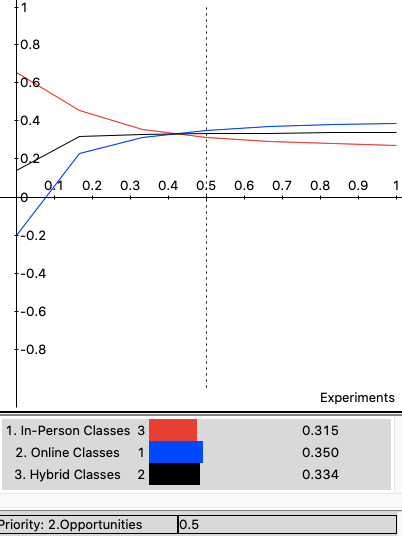 1
0.8
0.6
0.4
0.2
0.1 0.2 0.3 0.4 0.5 0.6 0.7 0.8 0.9 1
0
-0.2
-0.4
-0.6
-0.8
Experiments
1. In-Person Classes 3 0.315
2. Online Classes 1 0.350
3. Hybrid Classes 2 0.334
Priority: 2.Opportunities 0.5